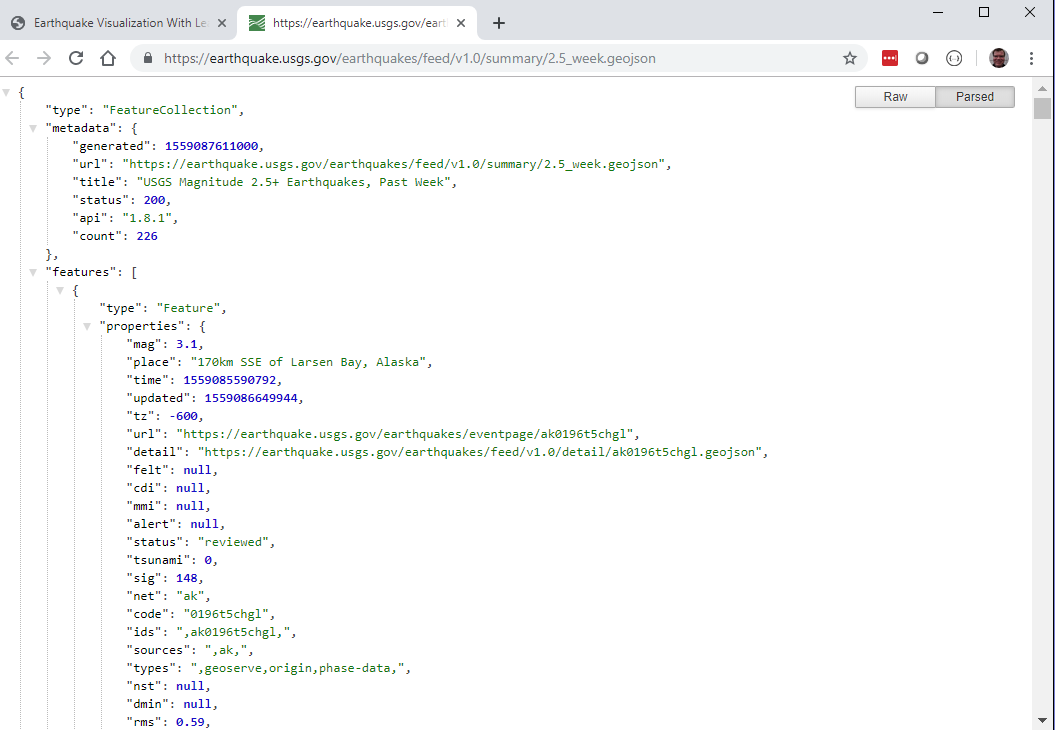 Earthquake Visualization With Le
https://earthquake.usgs.gov/eart
https://earthquake.usgs.gov/earthquakes/feed/v1.0/summary/2.5_week.geojson
Raw Parsed
{
"type": "FeatureCollection",
"metadata": {
"generated": 1559087611000,
"url": "https://earthquake.usgs.gov/earthquakes/feed/v1.0/summary/2.5_week.geojson",
"title": "USGS Magnitude 2.5+ Earthquakes, Past Week",
"status": 200,
"api": "1.8.1",
"count": 226
},
"features": [
{
"type": "Feature",
"properties": {
"mag": 3.1,
"place": "170km SSE of Larsen Bay, Alaska",
"time": 1559085590792,
"updated": 1559086649944,
"tz": -600,
"url": "https://earthquake.usgs.gov/earthquakes/eventpage/ak0196t5chgl",
"detail": "https://earthquake.usgs.gov/earthquakes/feed/v1.0/detail/ak0196t5chgl.geojson",
"felt": null,
"cdi": null,
"mmi": null,
"alert": null,
"status": "reviewed",
"tsunami": 0,
"sig": 148,
"net": "ak",
"code": "0196t5chgl",
"ids": ",ak0196t5chgl,",
"sources": ",ak,",
"types": ",geoserve,origin,phase-data,",
"nst": null,
"dmin": null,
"rms": 0.59,